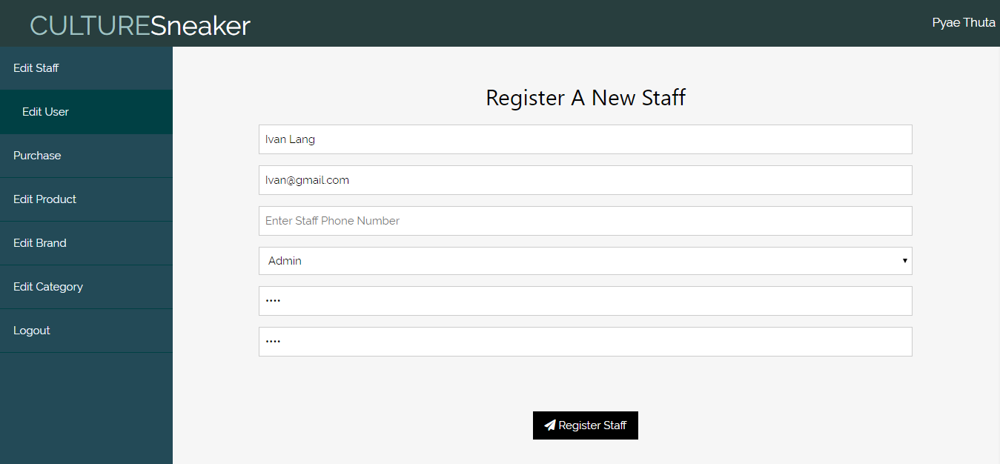 CULTURESneaker
Pyae Thuta
Edit Staff
Edit User
Purchase
Edit Product
Edit Brand
Edit Category
Logout
Register A New Staff
Ivan Lang
Ivan@gmail.com
Enter Staff Phone Number
Admin
••••
••••
Register Staff